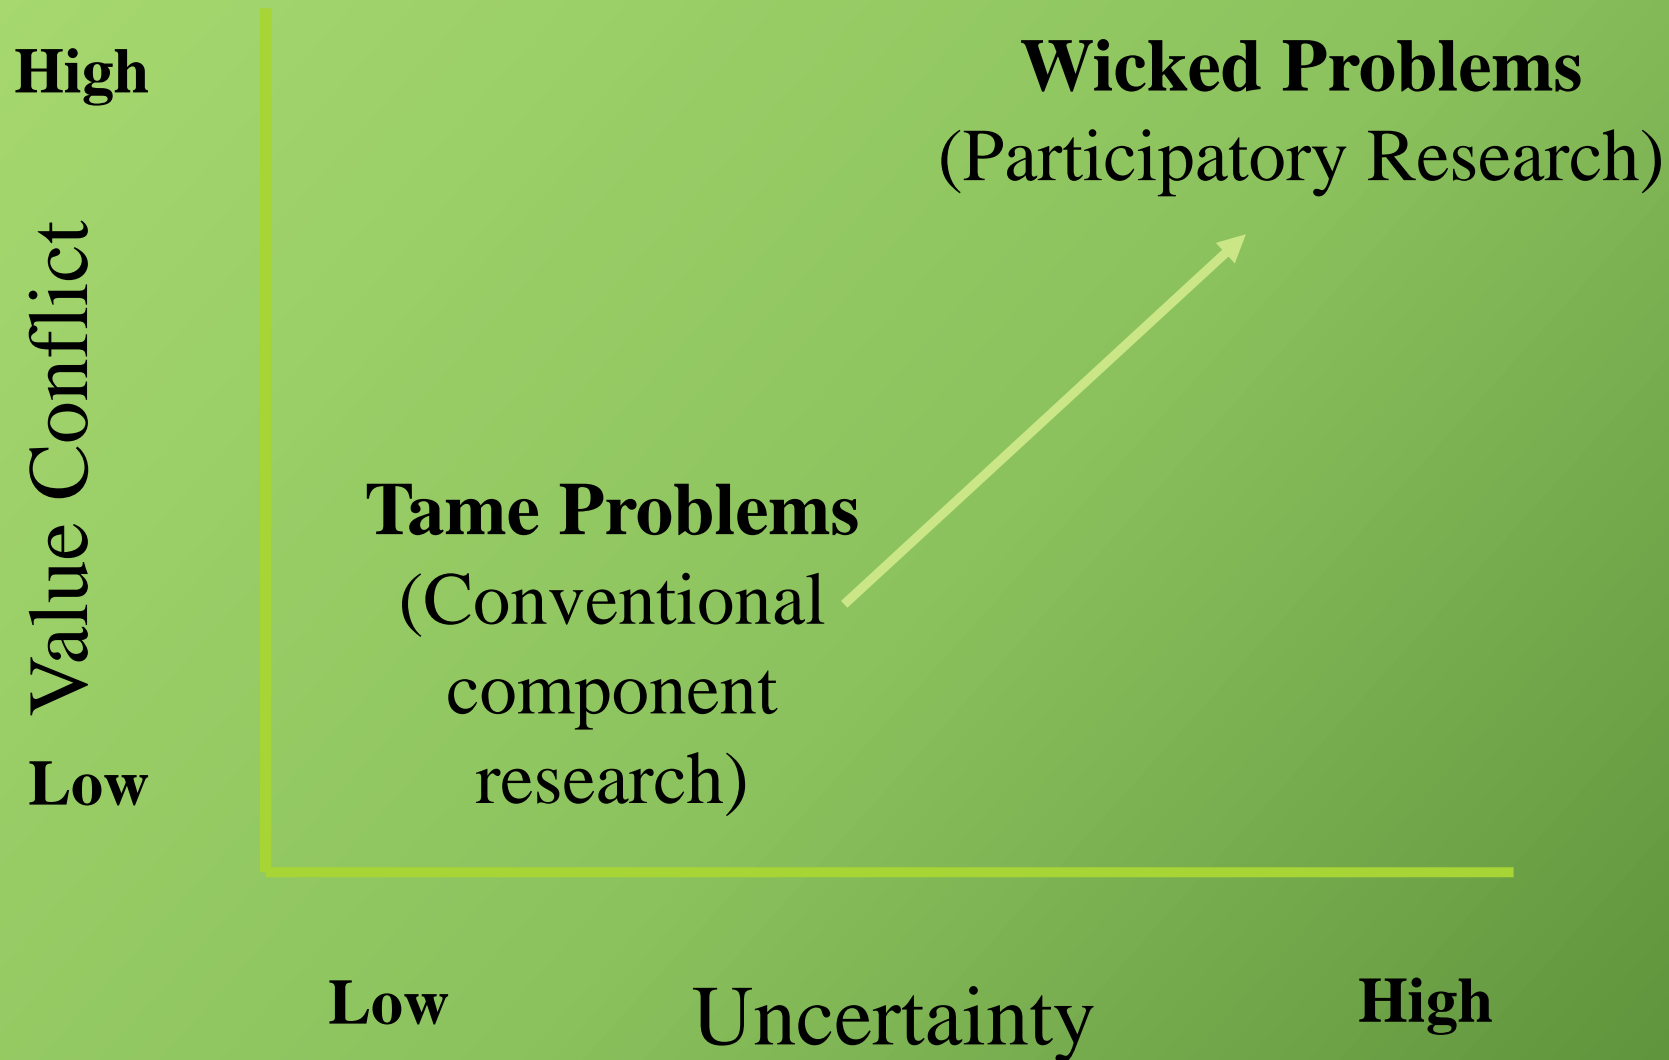 High
Wicked Problems
(Participatory Research)
Value Conflict
Tame Problems
(Conventional
component
research)
Low
Low
Uncertainty
High